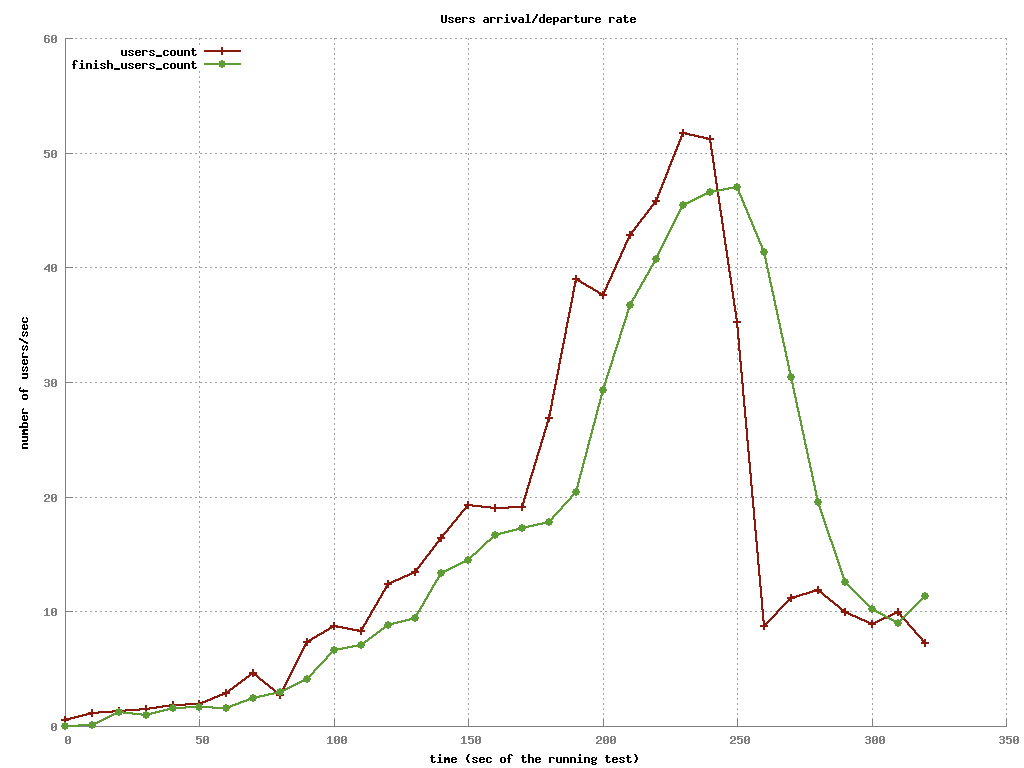 Users arrival/departure rate
60
users_count
finish_users_count
50
40
30
20
10
0
number of users/sec
0 50 100 150 200 250 300 350
time (sec of the running test)